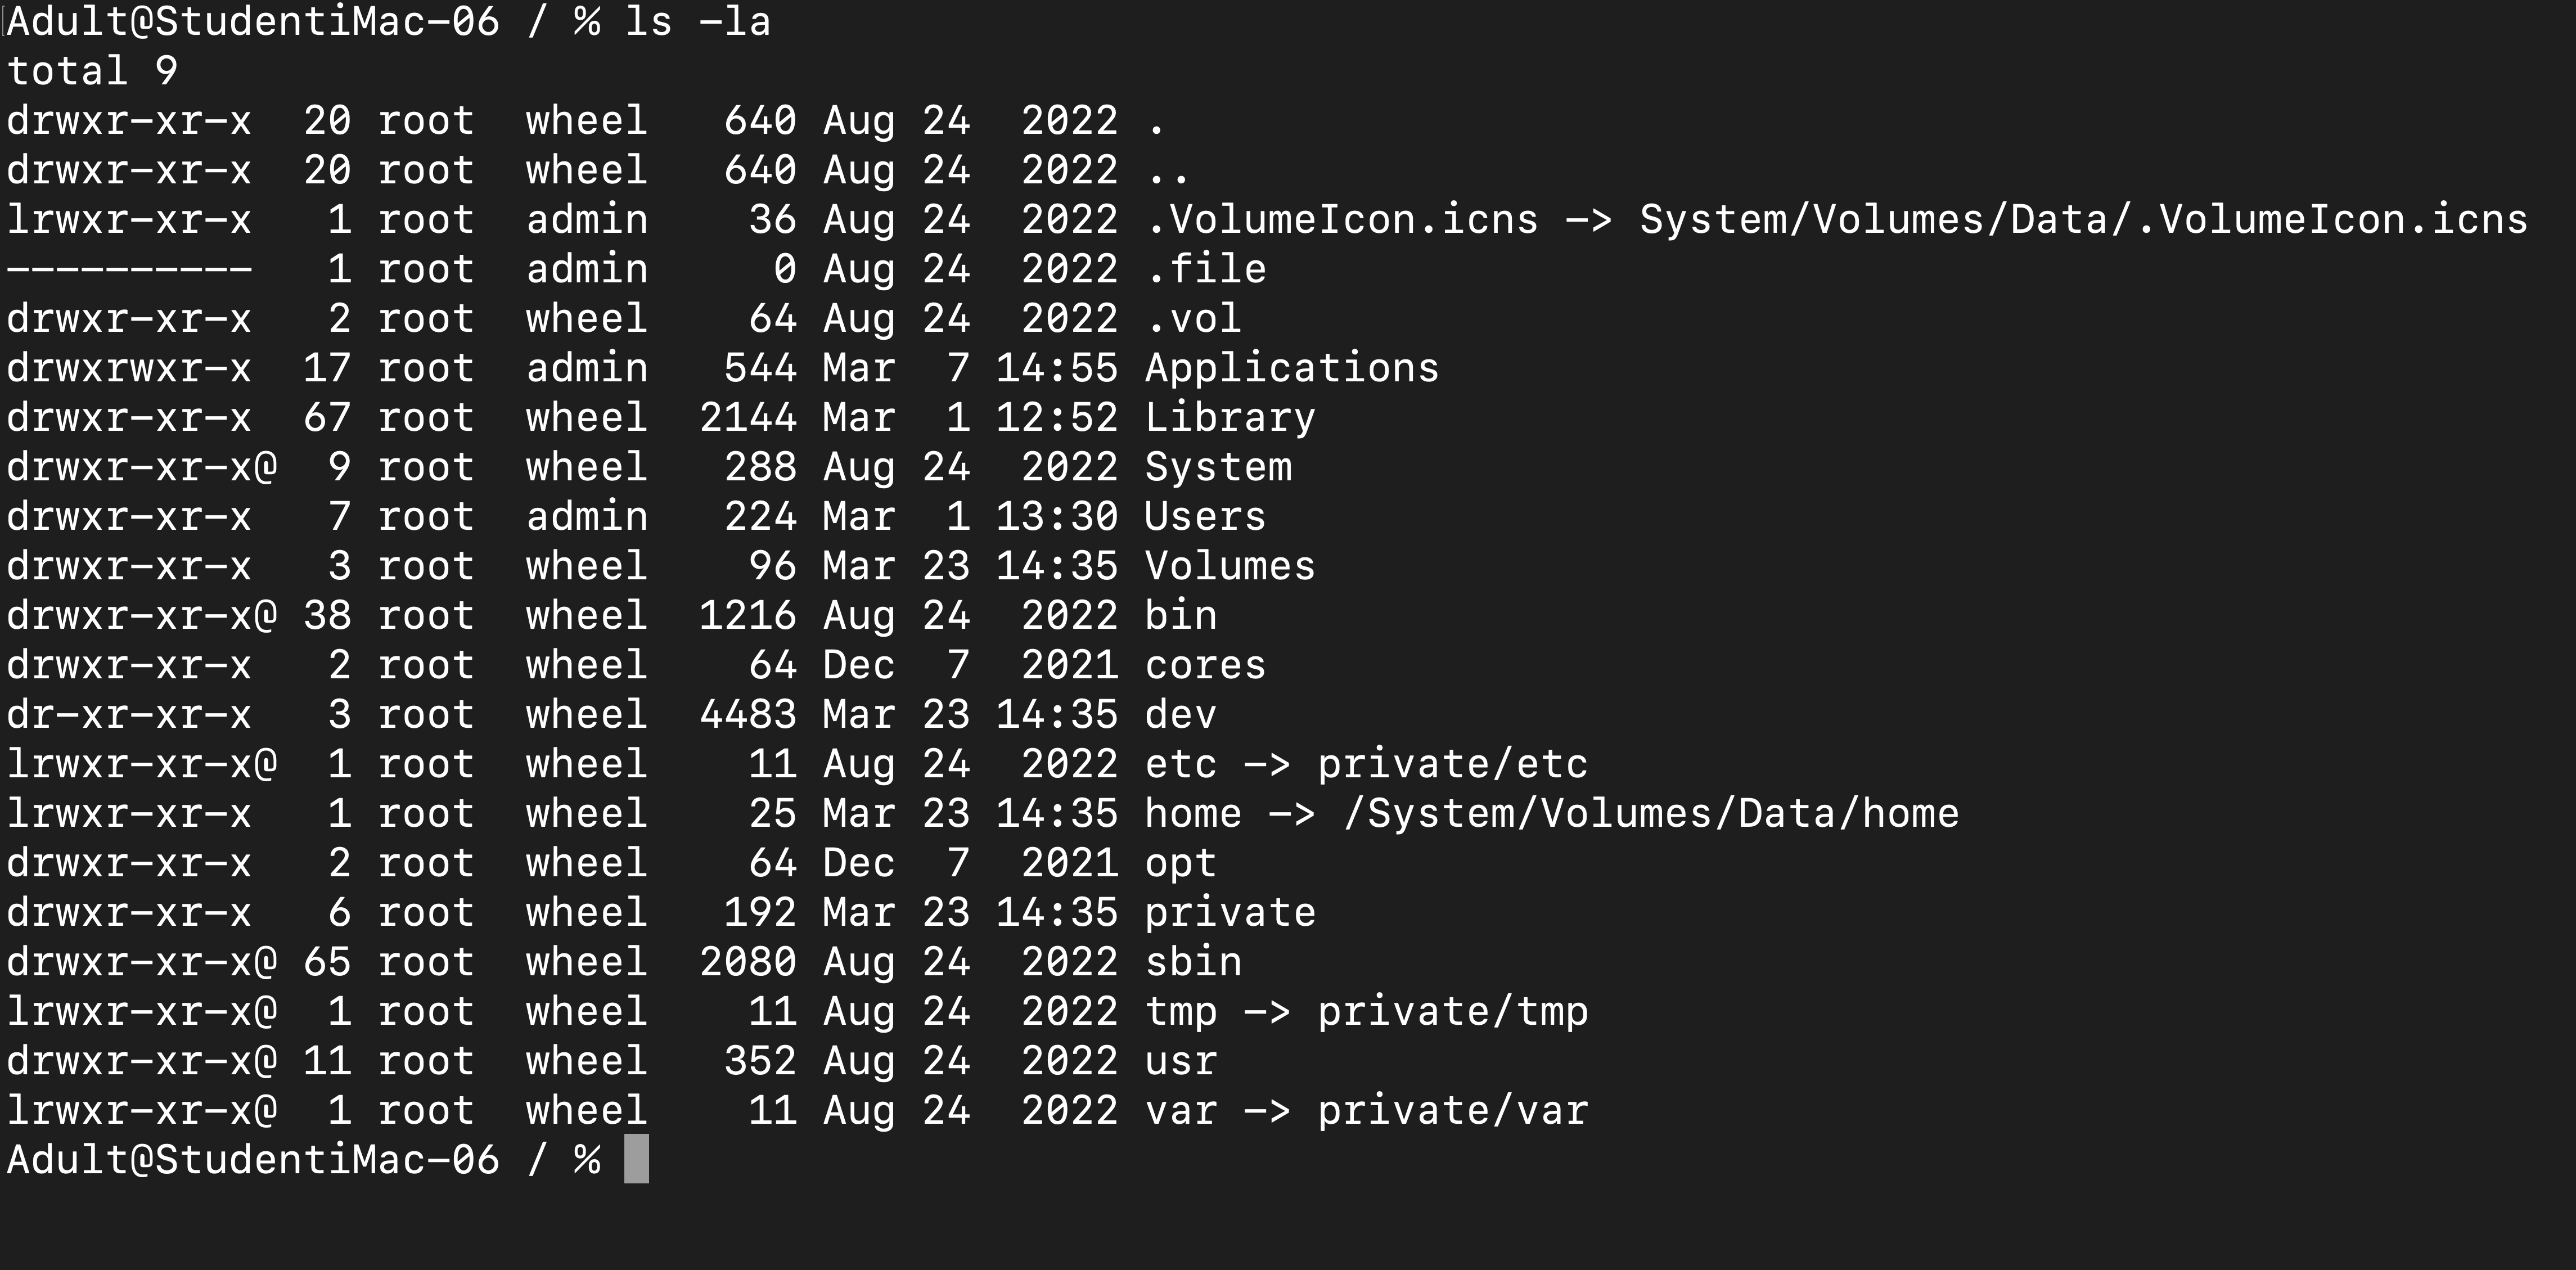 Adult@StudentiMac-06 / % ls -la
total 9
drwxr-xr-x  20 root  wheel   640 Aug 24  2022 .
drwxr-xr-x  20 root  wheel   640 Aug 24  2022 ..
lrwxr-xr-x   1 root  admin    36 Aug 24  2022 .VolumeIcon.icns -> System/Volumes/Data/.VolumeIcon.icns
----------   1 root  admin     0 Aug 24  2022 .file
drwxr-xr-x   2 root  wheel    64 Aug 24  2022 .vol
drwxrwxr-x  17 root  admin   544 Mar  7 14:55 Applications
drwxr-xr-x  67 root  wheel  2144 Mar  1 12:52 Library
drwxr-xr-x@  9 root  wheel   288 Aug 24  2022 System
drwxr-xr-x   7 root  admin   224 Mar  1 13:30 Users
drwxr-xr-x   3 root  wheel    96 Mar 23 14:35 Volumes
drwxr-xr-x@ 38 root  wheel  1216 Aug 24  2022 bin
drwxr-xr-x   2 root  wheel    64 Dec  7  2021 cores
dr-xr-xr-x   3 root  wheel  4483 Mar 23 14:35 dev
lrwxr-xr-x@  1 root  wheel    11 Aug 24  2022 etc -> private/etc
lrwxr-xr-x   1 root  wheel    25 Mar 23 14:35 home -> /System/Volumes/Data/home
drwxr-xr-x   2 root  wheel    64 Dec  7  2021 opt
drwxr-xr-x   6 root  wheel   192 Mar 23 14:35 private
drwxr-xr-x@ 65 root  wheel  2080 Aug 24  2022 sbin
lrwxr-xr-x@  1 root  wheel    11 Aug 24  2022 tmp -> private/tmp
drwxr-xr-x@ 11 root  wheel   352 Aug 24  2022 usr
lrwxr-xr-x@  1 root  wheel    11 Aug 24  2022 var -> private/var
Adult@StudentiMac-06 / %